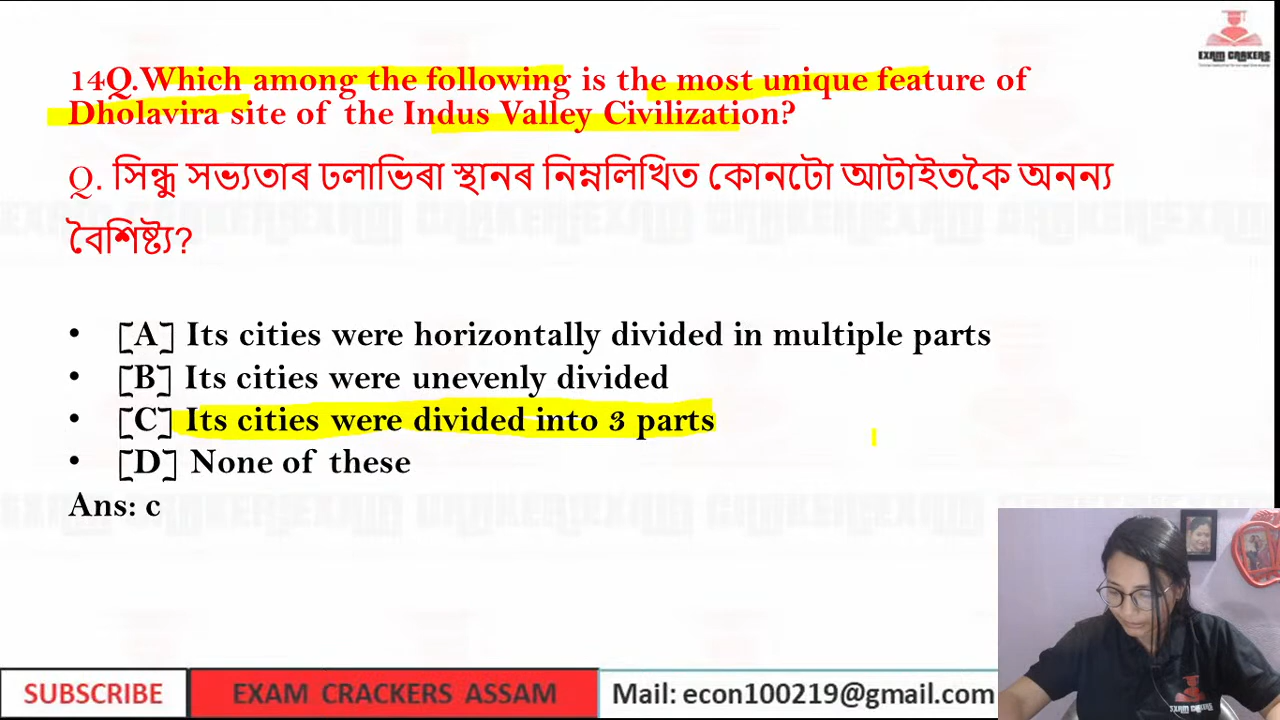 EXAM CRAKERS
14Q.Which among the following is the most unique feature of
Dholavira site of the Indus Valley Civilization?
Q. সিন্ধু সভ্যতাৰ ঢলাভিৰা স্থানৰ নিম্নলিখিত কোনটো আটাইতকৈ অনন্য
বৈশিষ্ট্য?
• [A] Its cities were horizontally divided in multiple parts
• [B] Its cities were unevenly divided
• [C] Its cities were divided into 3 parts
• [D] None of these
Ans: c
SUBSCRIBE
EXAM CRACKERS ASSAM
Mail: econ100219@gmail.com